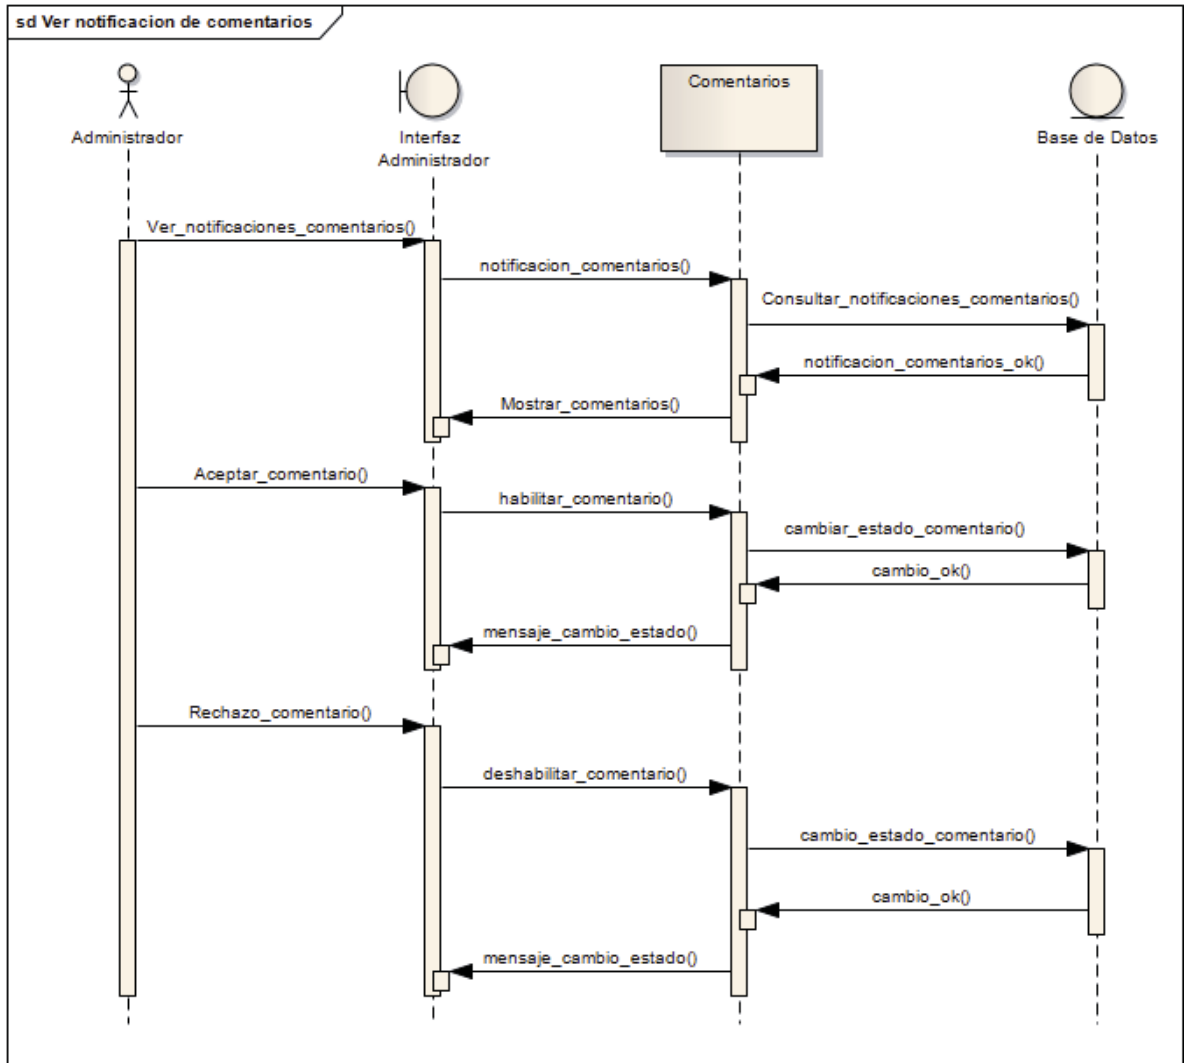 sd Ver notificacion de comentarios
Administrador
Interfaz
Administrador
Comentarios
Base de Datos
Ver_notificaciones_comentarios()
notificacion_comentarios()
Consultar_notificaciones_comentarios()
notificacion_comentarios_ok()
Mostrar_comentarios()
Aceptar_comentario()
habilitar_comentario()
cambiar_estado_comentario()
cambio_ok()
mensaje_cambio_estado()
Rechazo_comentario()
deshabilitar_comentario()
cambio_estado_comentario()
cambio_ok()
mensaje_cambio_estado()